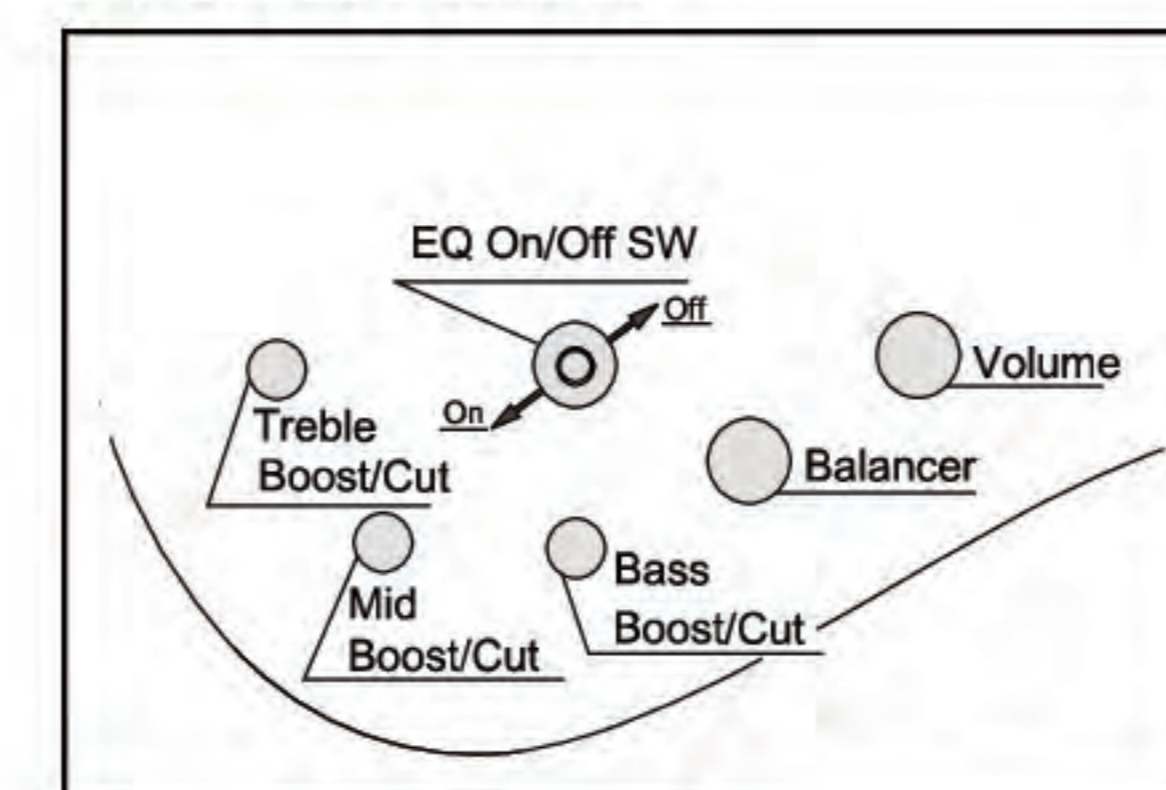 EQ On/Off SW
Off
Volume
On
Treble
Boost/Cut
Balancer
Mid
Boost/Cut
Bass
Boost/Cut